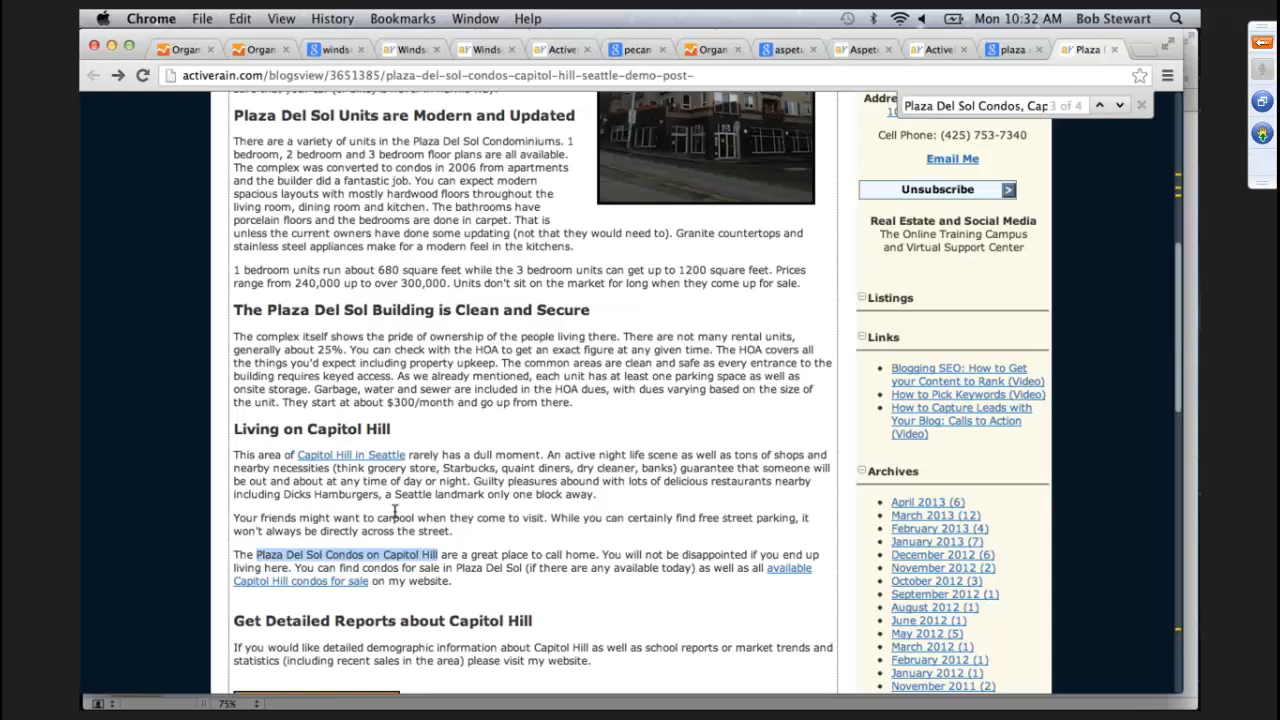 Chrome File Edit View History Bookmarks Window Help Mon 10:32 AM Bob Stewart
Organ Organ winds Winds Winds Active pecan Organ aspetu Aspet Activel plaza Plaza
activerain.com/blogsview/3651385/plaza-del-sol-condos-capitol-hill-seattle-demo-post-
Plaza Del Sol Condos, Cap 3 of 4
Plaza Del Sol Units are Modern and Updated
There are a variety of units in the Plaza Del Sol Condominiums. 1
bedroom, 2 bedroom and 3 bedroom floor plans are all available.
The complex was converted to condos in 2006 from apartments
and the builder did a fantastic job. You can expect modern
spacious layouts with mostly hardwood floors throughout the
living room, dining room and kitchen. The bathrooms have
porcelain floors and the bedrooms are done in carpet. That is
unless the current owners have done some updating (not that they would need to). Granite countertops and
stainless steel appliances make for a modern feel in the kitchens.
1 bedroom units run about 680 square feet while the 3 bedroom units can get up to 1200 square feet. Prices
range from 240,000 up to over 300,000. Units don't sit on the market for long when they come up for sale.
The Plaza Del Sol Building is Clean and Secure
The complex itself shows the pride of ownership of the people living there. There are not many rental units,
generally about 25%. You can check with the HOA to get an exact figure at any given time. The HOA covers all
the things you'd expect including property upkeep. The common areas are clean and safe as every entrance to the
building requires keyed access. As we already mentioned, each unit has at least one parking space as well as
onsite storage. Garbage, water and sewer are included in the HOA dues, with dues varying based on the size of
the unit. They start at about $300/month and go up from there.
Living on Capitol Hill
This area of Capitol Hill in Seattle rarely has a dull moment. An active night life scene as well as tons of shops and
nearby necessities (think grocery store, Starbucks, quaint diners, dry cleaner, banks) guarantee that someone will
be out and about at any time of day or night. Guilty pleasures abound with lots of delicious restaurants nearby
including Dicks Hamburgers, a Seattle landmark only one block away.
Your friends might want to carpool when they come to visit. While you can certainly find free street parking, it
won't always be directly across the street.
The Plaza Del Sol Condos on Capitol Hill are a great place to call home. You will not be disappointed if you end up
living here. You can find condos for sale in Plaza Del Sol (if there are any available today) as well as all available
Capitol Hill condos for sale on my website.
Get Detailed Reports about Capitol Hill
If you would like detailed demographic information about Capitol Hill as well as school reports or market trends and
statistics (including recent sales in the area) please visit my website.
Addre
Cell Phone: (425) 753-7340
Email Me
Unsubscribe
Real Estate and Social Media
The Online Training Campus
and Virtual Support Center
Listings
Links
Blogging SEO: How to Get
your Content to Rank (Video)
How to Pick Keywords (Video)
How to Capture Leads with
Your Blog: Calls to Action
(Video)
Archives
April 2013 (6)
March 2013 (12)
February 2013 (4)
January 2013 (7)
December 2012 (6)
November 2012 (2)
October 2012 (3)
September 2012 (1)
August 2012 (1)
June 2012 (1)
May 2012 (5)
March 2012 (1)
February 2012 (1)
January 2012 (1)
November 2011 (2)
75%